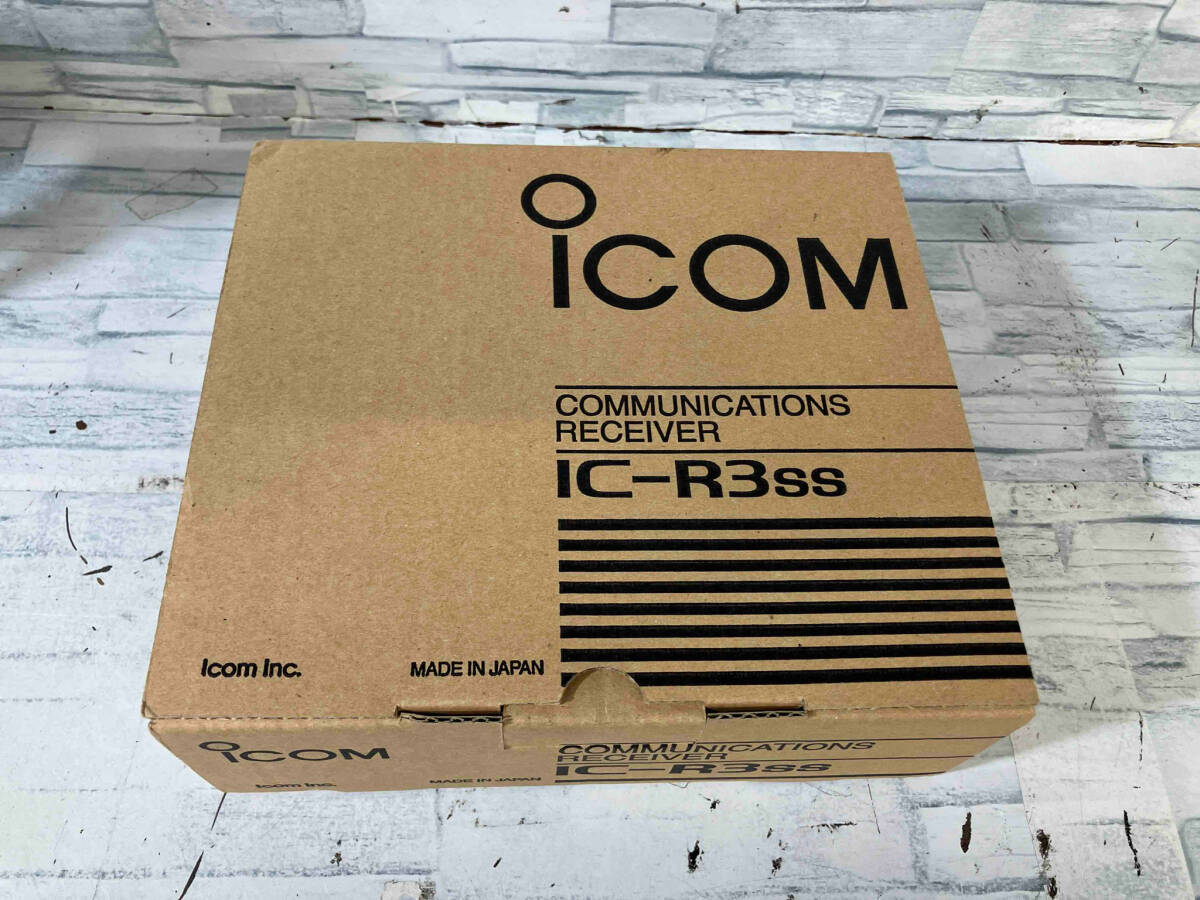 ICOM
COMMUNICATIONS
RECEIVER
IC-R3SS
Icom Inc.
MADE IN JAPAN
ICOM
COMMUNICATIONS
RECEIVER
IC-R3SS
Icom Inc.
MADE IN JAPAN